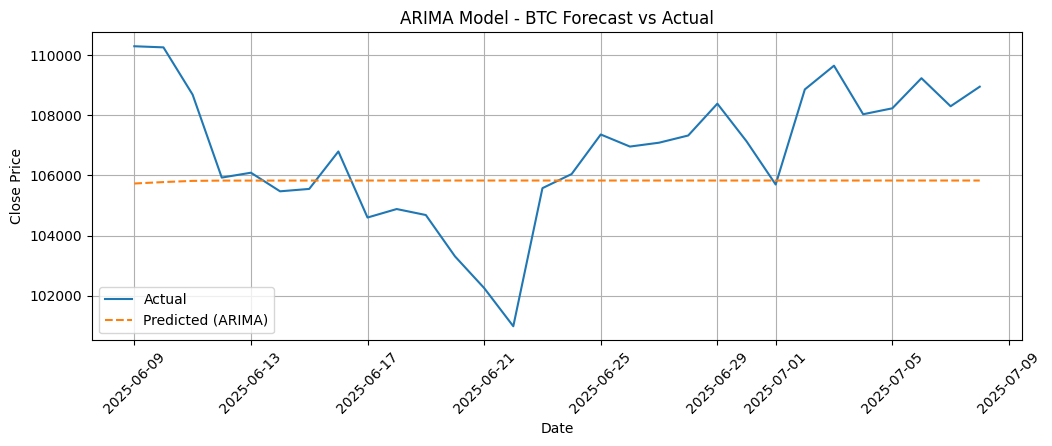 ARIMA Model - BTC Forecast vs Actual
Close Price
110000
108000
106000
104000
102000
Actual
Predicted (ARIMA)
2025-06-09
2025-06-13
2025-06-17
2025-06-21
2025-06-25
2025-06-29
2025-07-01
2025-07-05
2025-07-09
Date